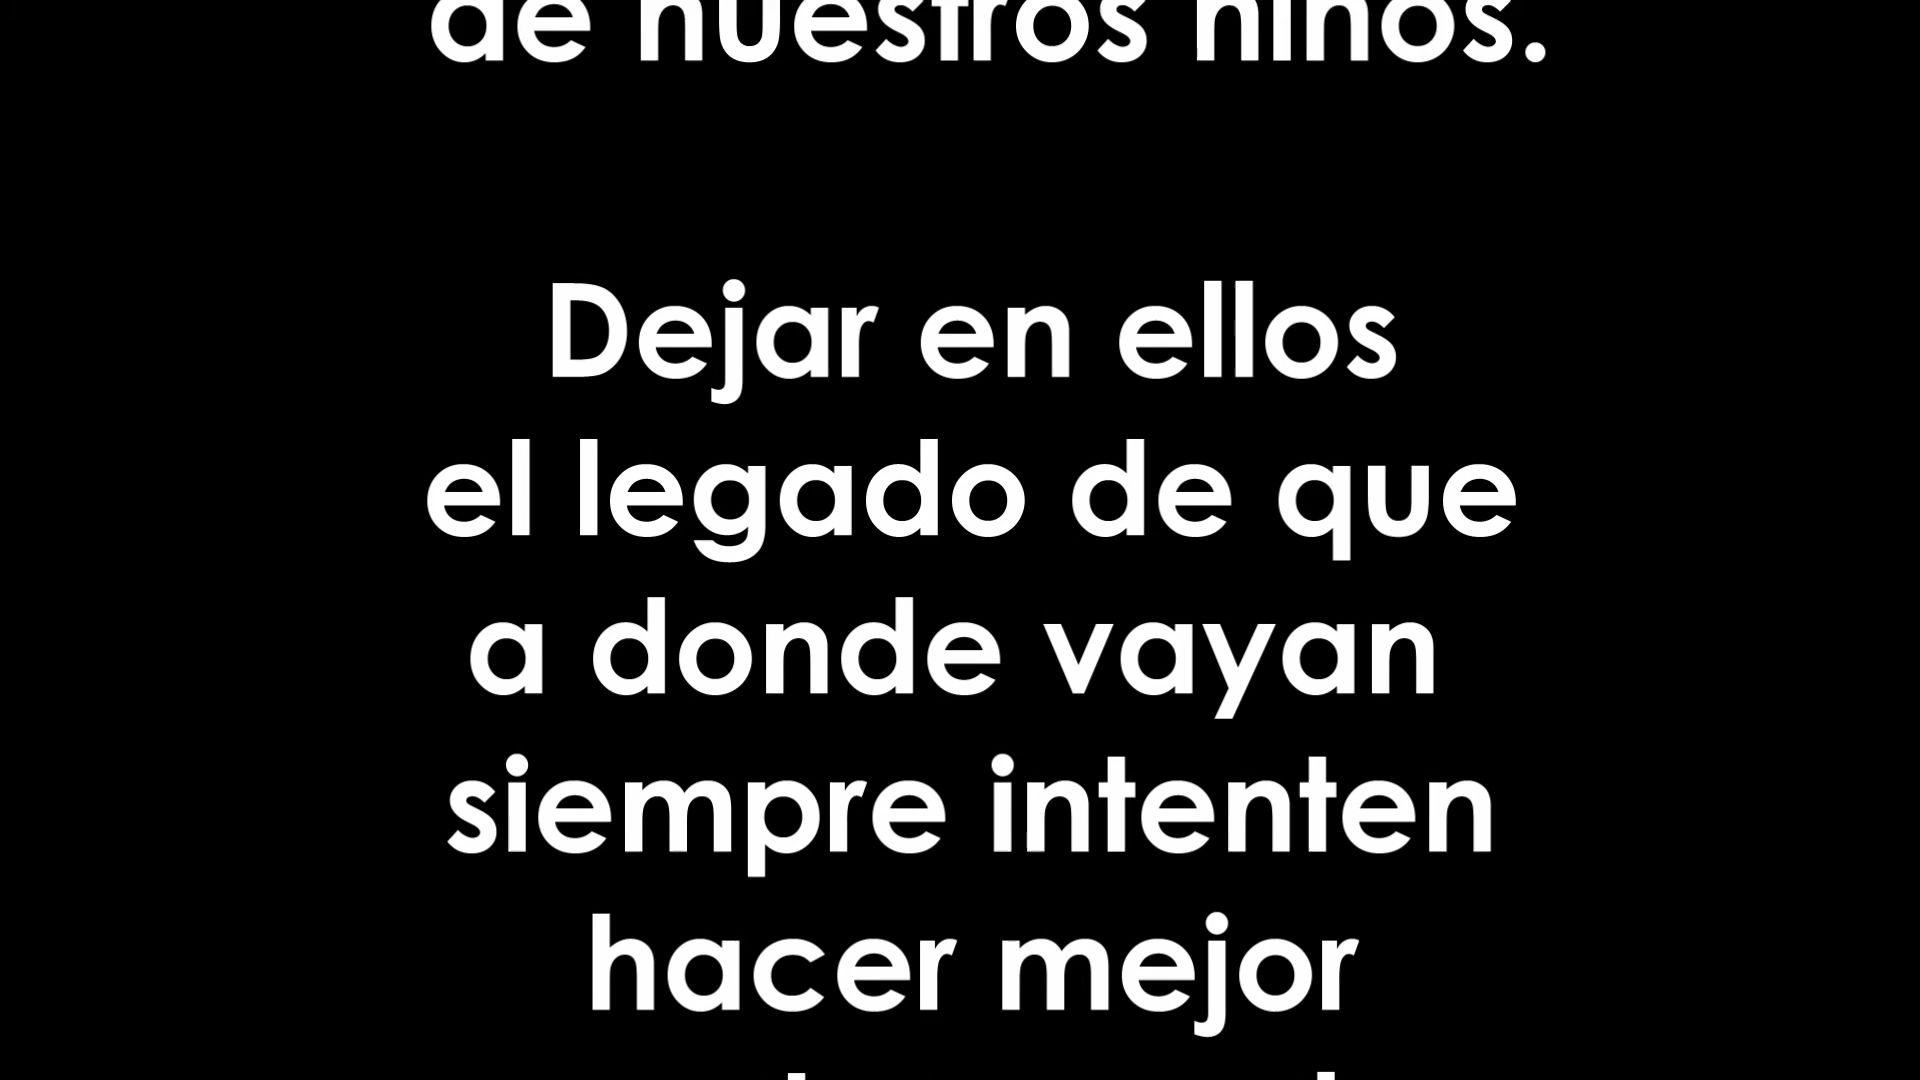 de nuestros niños.
Dejar en ellos
el legado de que
a donde vayan
siempre intenten
hacer mejor